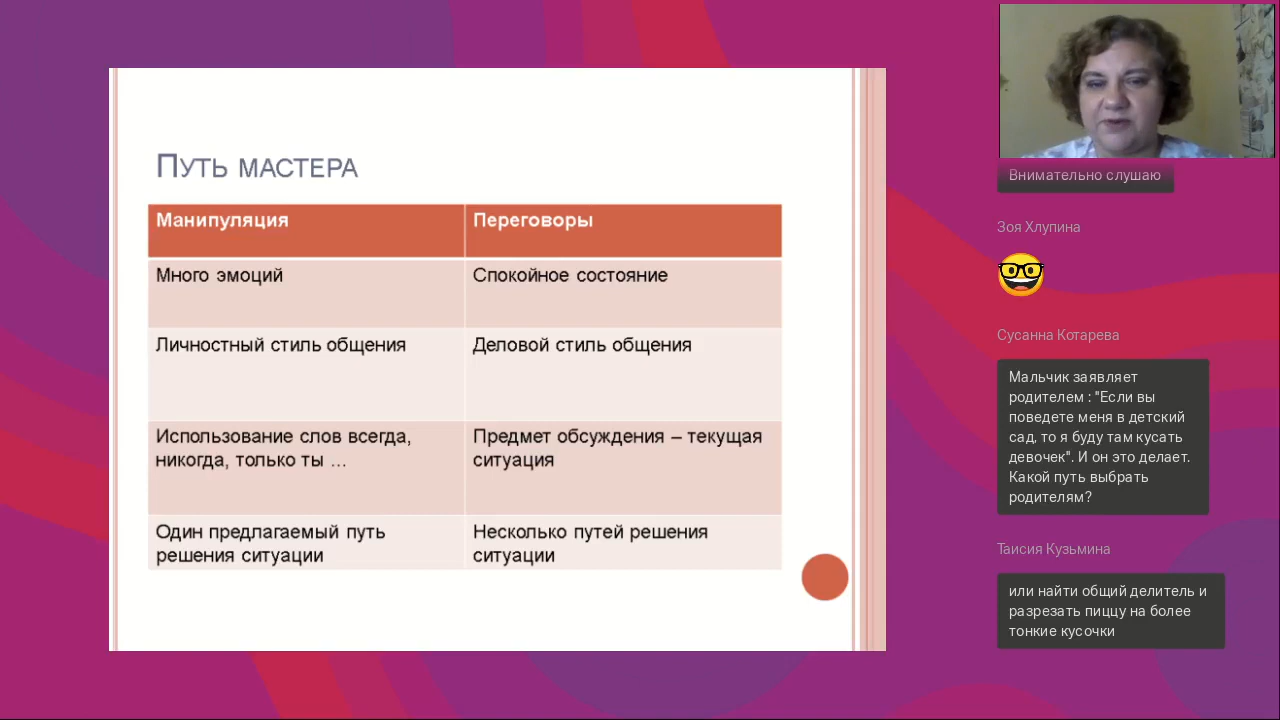 Путь мастера
Манипуляция
Переговоры
Много эмоций
Спокойное состояние
Личностный стиль общения
Деловой стиль общения
Использование слов всегда,
никогда, только ты ...
Предмет обсуждения – текущая
ситуация
Один предлагаемый путь
решения ситуации
Несколько путей решения
ситуации
Внимательно слушаю
Зоя Хлупина
Сусанна Котарева
Мальчик заявляет
родителем : "Если вы
поведете меня в детский
сад, то я буду там кусать
девочек". И он это делает.
Какой путь выбрать
родителям?
Таисия Кузьмина
или найти общий делитель и
разрезать пиццу на более
тонкие кусочки